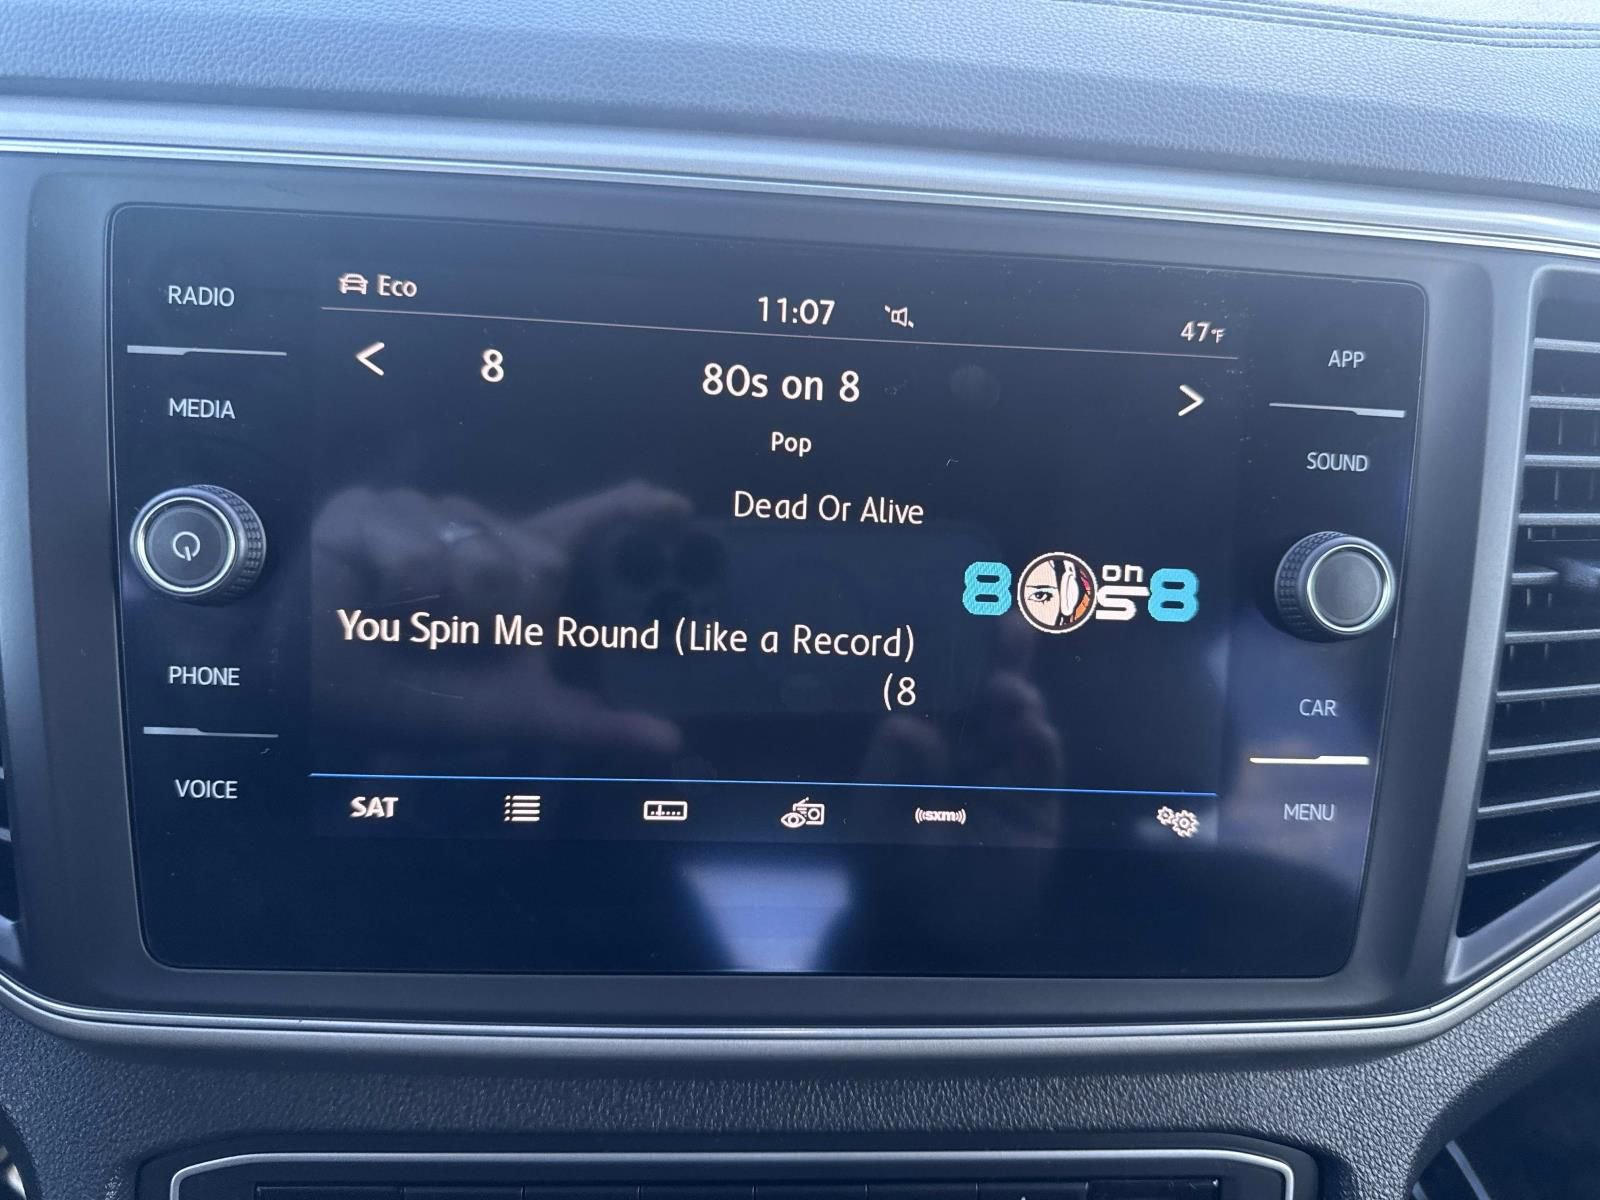 RADIO
MEDIA
PHONE
VOICE
Eco
11:07
47°F
< 8 80s on 8 >
Pop
Dead Or Alive
You Spin Me Round (Like a Record)
(8
8 on 8
s
SAT
((sxm))
APP
SOUND
CAR
MENU